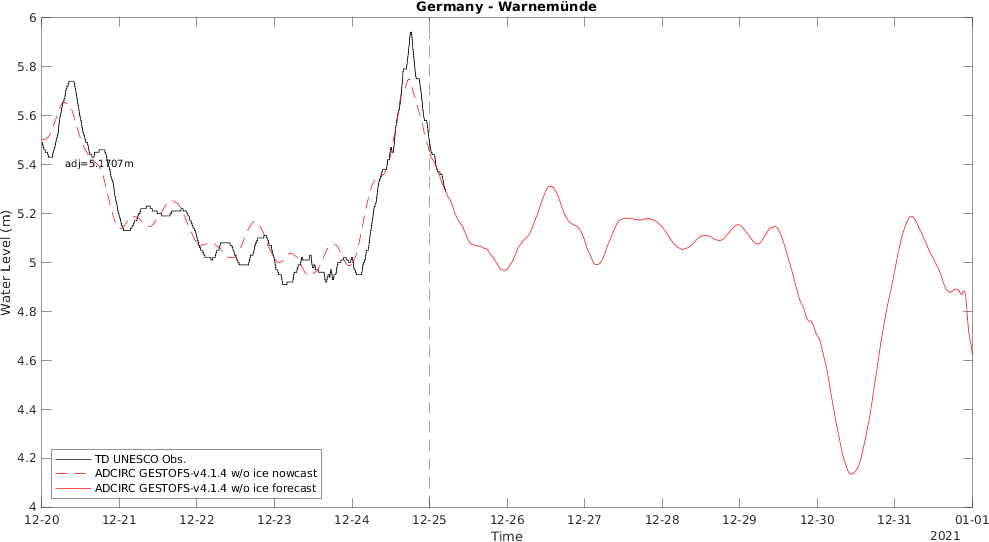 Germany - Warnemünde
6
5.8
5.6
5.4
5.2
5
4.8
4.6
4.4
4.2
4
Water Level (m)
adj=5.1707m
TD UNESCO Obs.
ADCIRC GESTOFS-v4.1.4 w/o ice nowcast
ADCIRC GESTOFS-v4.1.4 w/o ice forecast
12-20 12-21 12-22 12-23 12-24 12-25 12-26 12-27 12-28 12-29 12-30 12-31 01-01
Time
2021